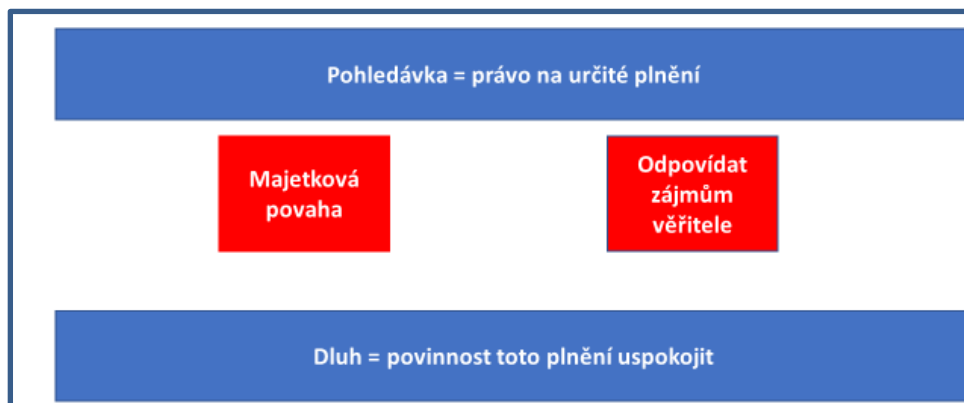 Pohledávka = právo na určité plnění
Majetková
povaha
Odpovídat
zájmům
věřitele
Dluh = povinnost toto plnění uspokojit